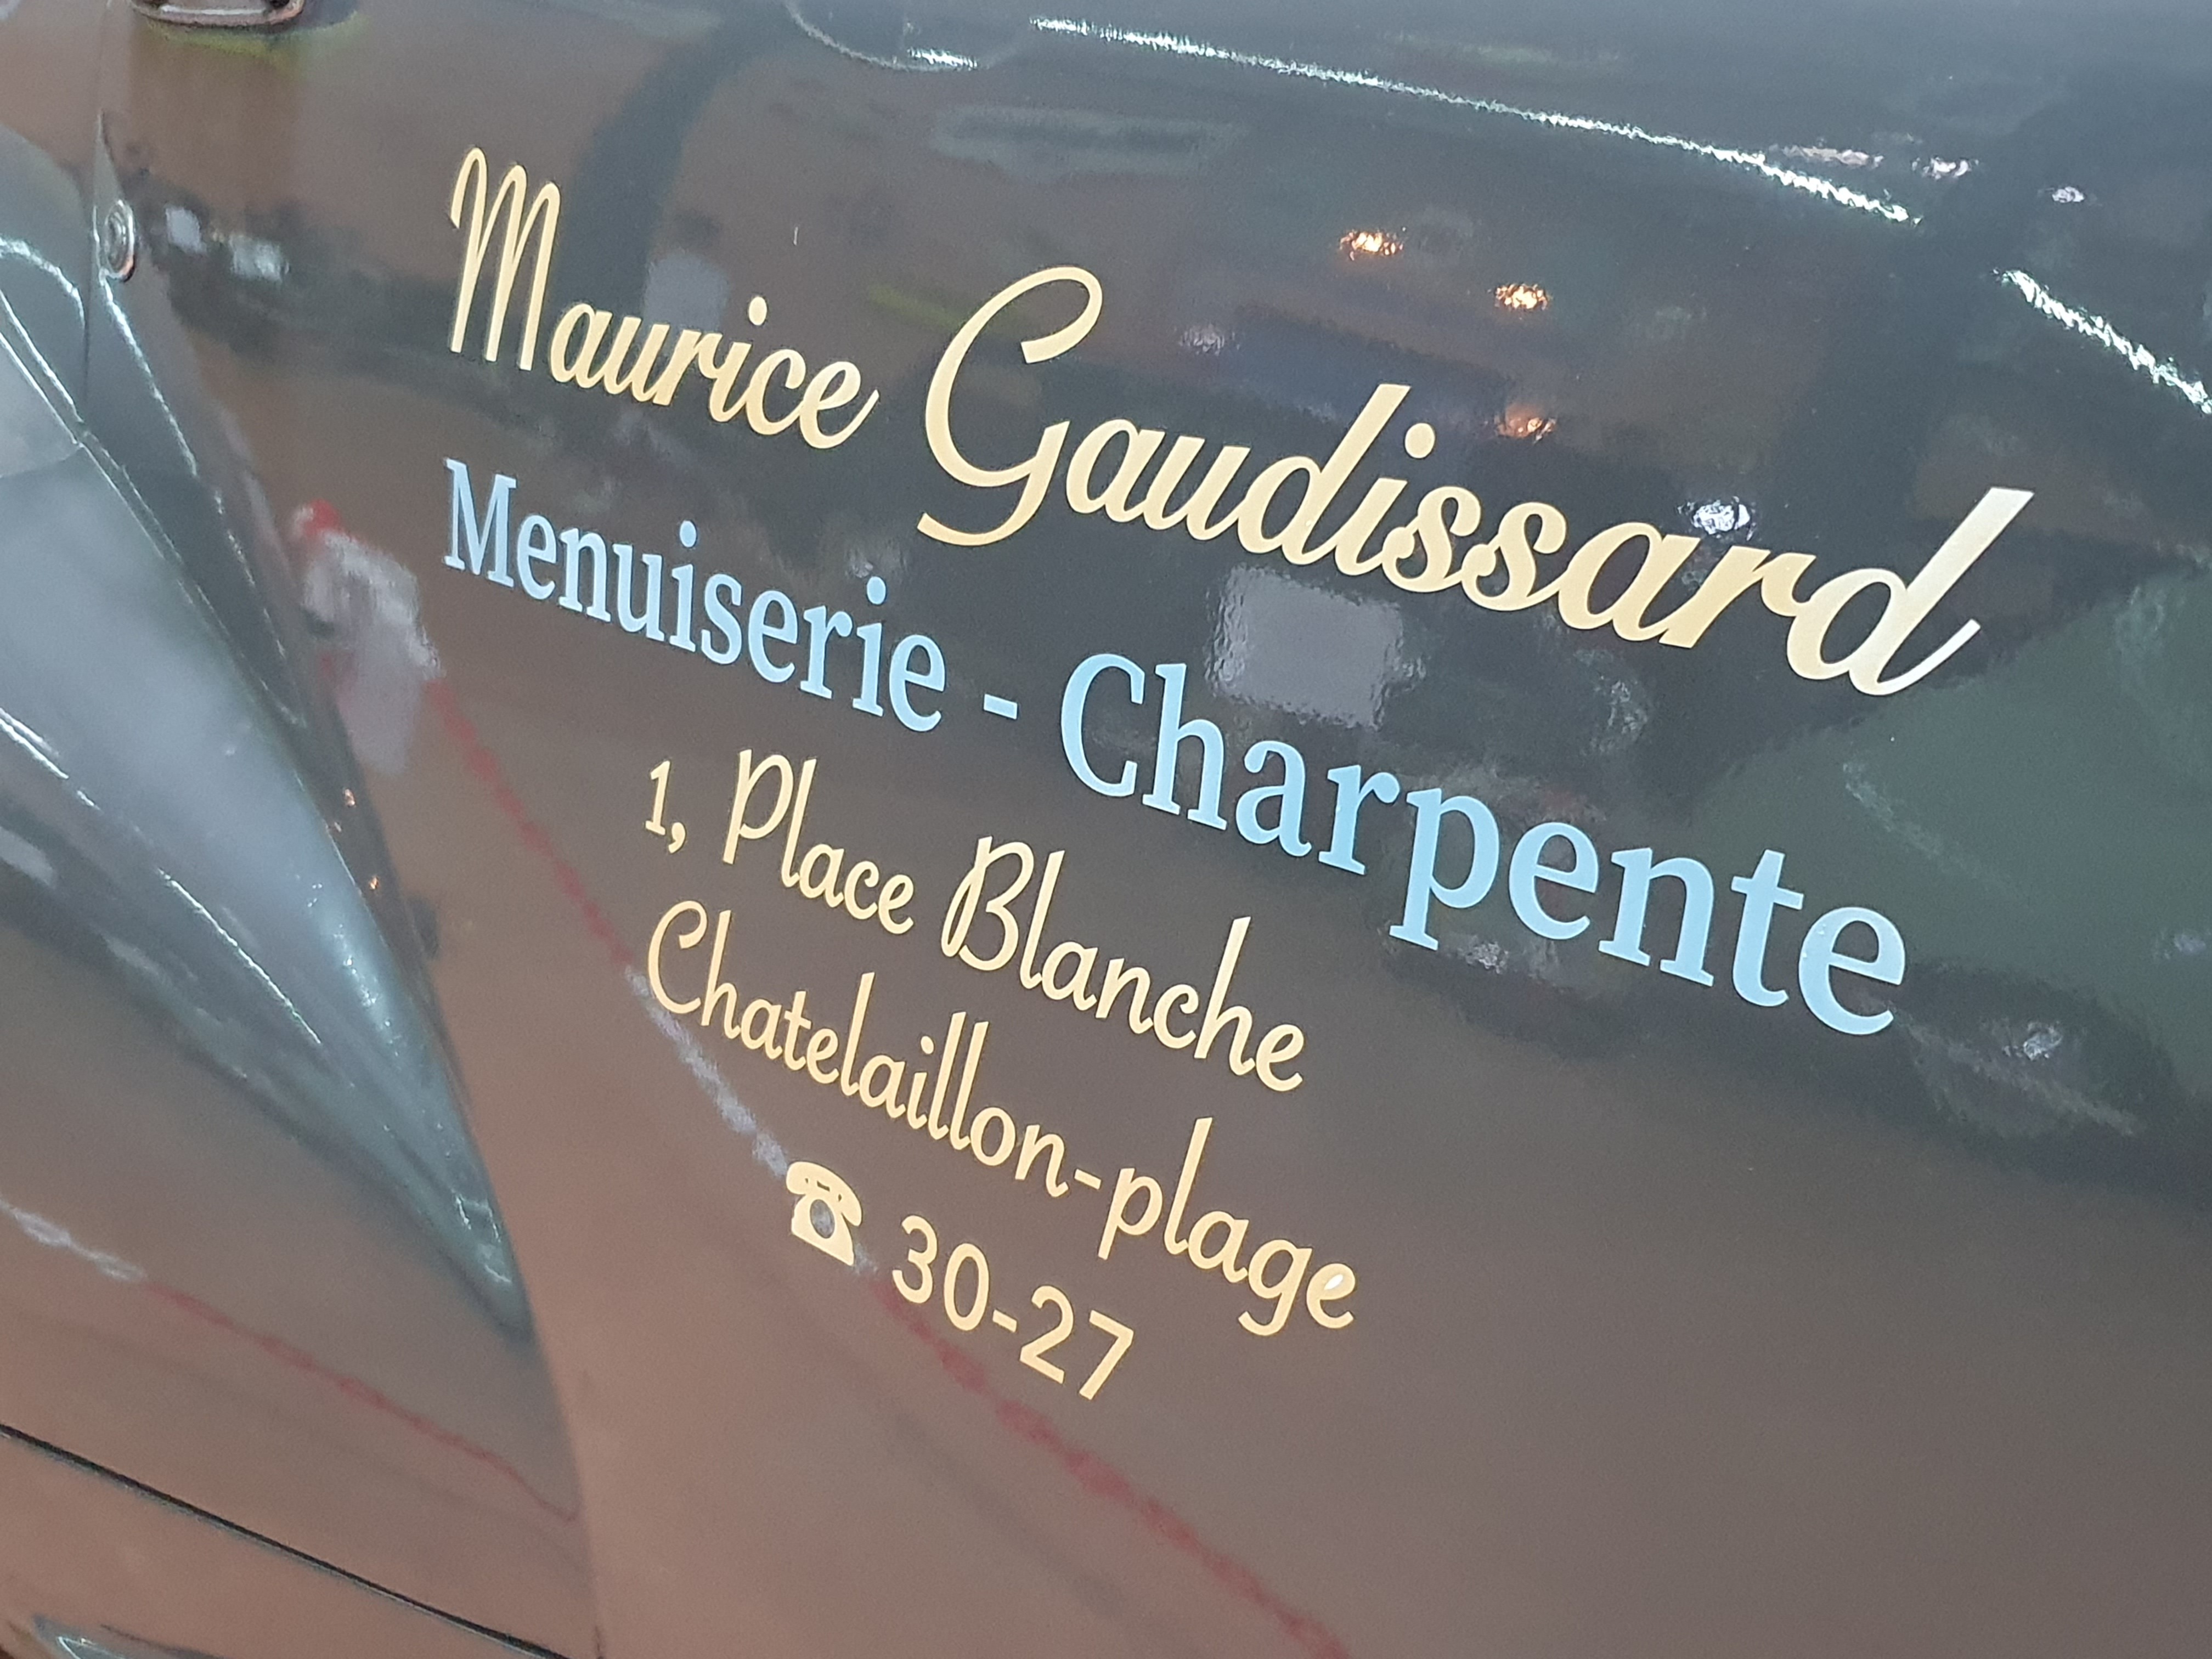 Maurice Gaudissard
Menuiserie - Charpente
1, Place Blanche
Chatelaillon-plage
☎ 30-27